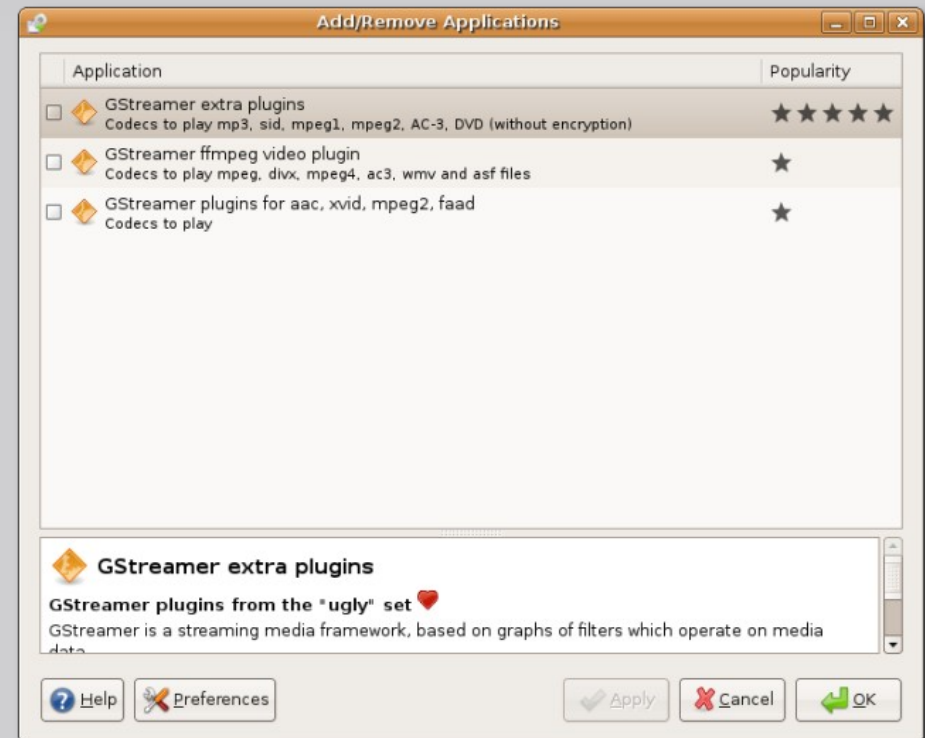 Add/Remove Applications
Application Popularity
GStreamer extra plugins
Codecs to play mp3, sid, mpeg1, mpeg2, AC-3, DVD (without encryption)
GStreamer ffmpeg video plugin
Codecs to play mpeg, divx, mpeg4, ac3, wmv and asf files
GStreamer plugins for aac, xvid, mpeg2, faad
Codecs to play
GStreamer extra plugins
GStreamer plugins from the "ugly" set
GStreamer is a streaming media framework, based on graphs of filters which operate on media
data
Help Preferences Apply Cancel OK